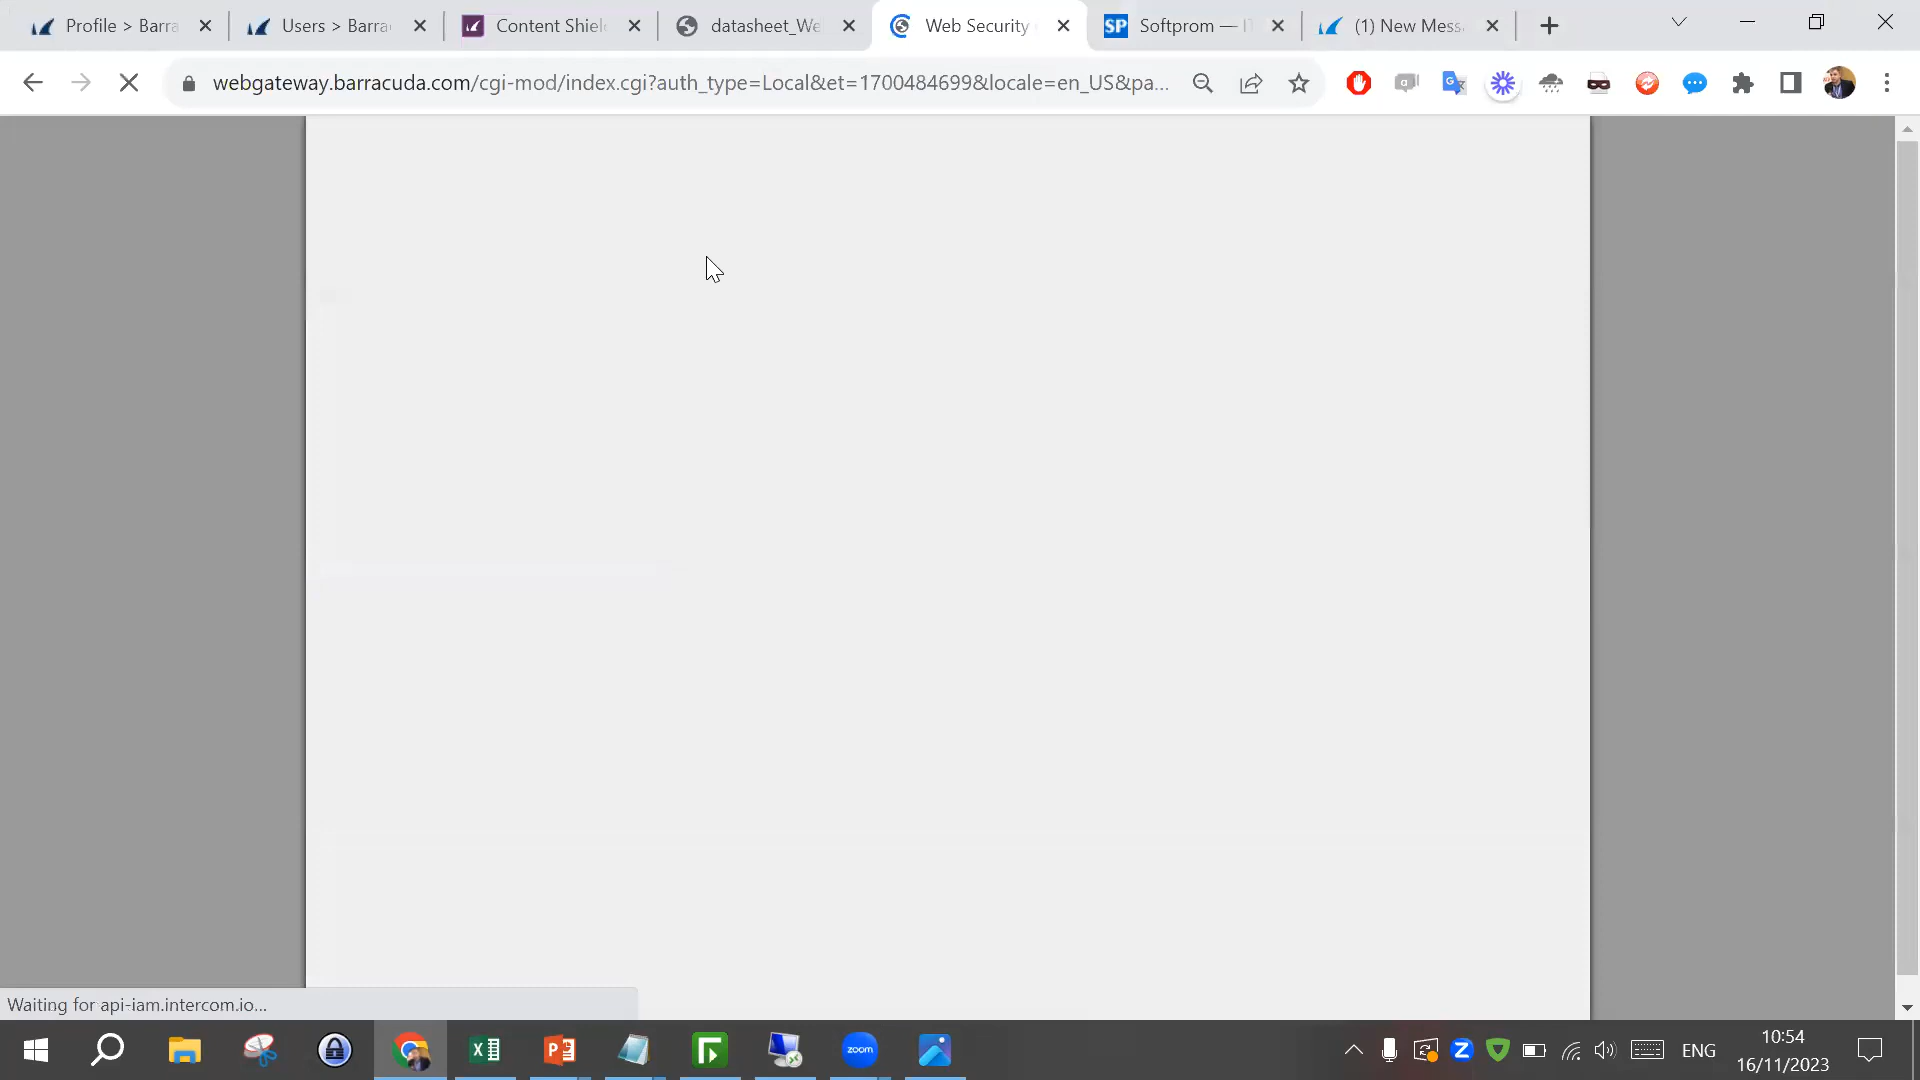 Profile > Barra
Users > Barra
Content Shiel
datasheet_We
Web Security
Softprom — IT
(1) New Mess
webgateway.barracuda.com/cgi-mod/index.cgi?auth_type=Local&et=1700484699&locale=en_US&pa...
Waiting for api-iam.intercom.io...
zoom
ENG
10:54
16/11/2023